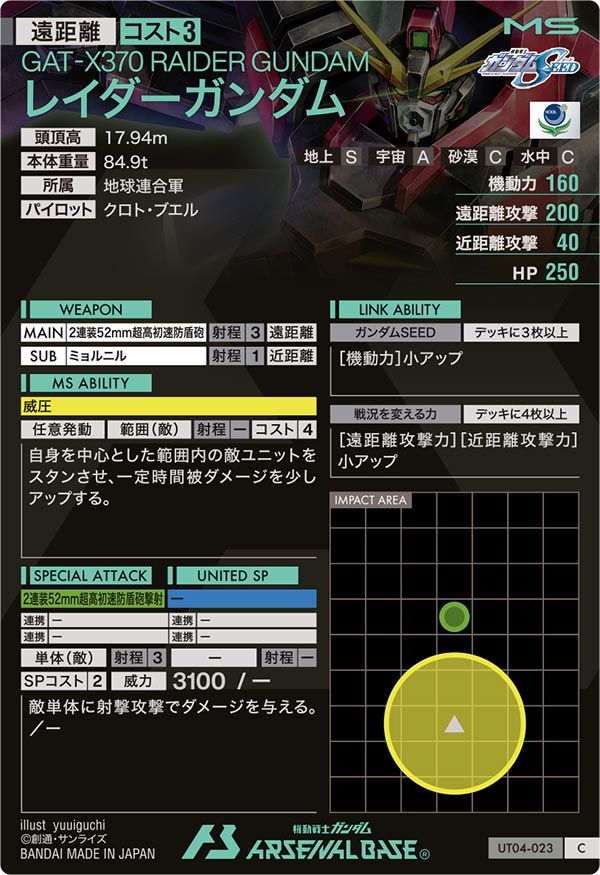 遠距離 コスト3
MS
GAT-X370 RAIDER GUNDAM
レイダーガンダム
機動戦士
ガンダムSEED
頭頂高 17.94m
本体重量 84.9t
所属 地球連合軍
パイロット クロト・ブエル
地上 S 宇宙 A 砂漠 C 水中 C
機動力 160
遠距離攻撃 200
近距離攻撃 40
HP 250
WEAPON
MAIN 2連装52mm超高初速防盾砲 射程 3 遠距離
SUB ミョルニル 射程 1 近距離
MS ABILITY
威圧
任意発動 範囲(敵) 射程 ー コスト 4
自身を中心とした範囲内の敵ユニットを
スタンさせ、一定時間被ダメージを少し
アップする。
LINK ABILITY
ガンダムSEED デッキに3枚以上
[機動力]小アップ
戦況を変える力 デッキに4枚以上
[遠距離攻撃力][近距離攻撃力]
小アップ
IMPACT AREA
SPECIAL ATTACK UNITED SP
2連装52mm超高初速防盾砲撃射 ー
連携 ー 連携 ー
連携 ー 連携 ー
単体(敵) 射程 3 ー 射程 ー
SPコスト 2 威力 3100 /ー
敵単体に射撃攻撃でダメージを与える。
/ー
illust yuuiguchi
©創通・サンライズ
BANDAI MADE IN JAPAN
機動戦士ガンダム
ARSENAL BASE®
UT04-023 C